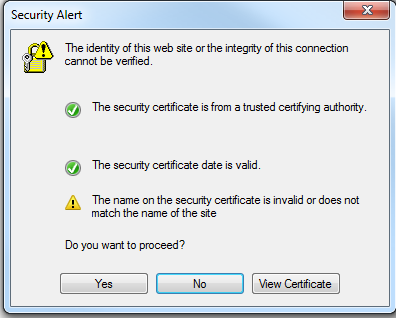 Security Alert
The identity of this web site or the integrity of this connection
cannot be verified.
The security certificate is from a trusted certifying authority.
The security certificate date is valid.
The name on the security certificate is invalid or does not
match the name of the site
Do you want to proceed?
Yes
No
View Certificate